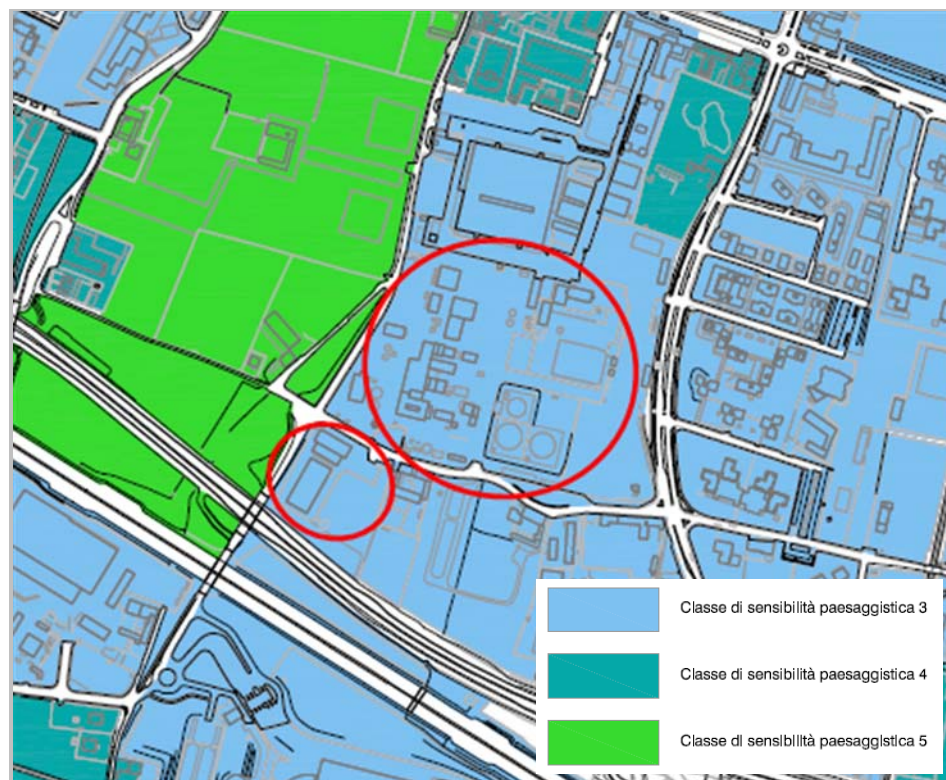 Classe di sensibilità paesaggistica 3
Classe di sensibilità paesaggistica 4
Classe di sensibilità paesaggistica 5